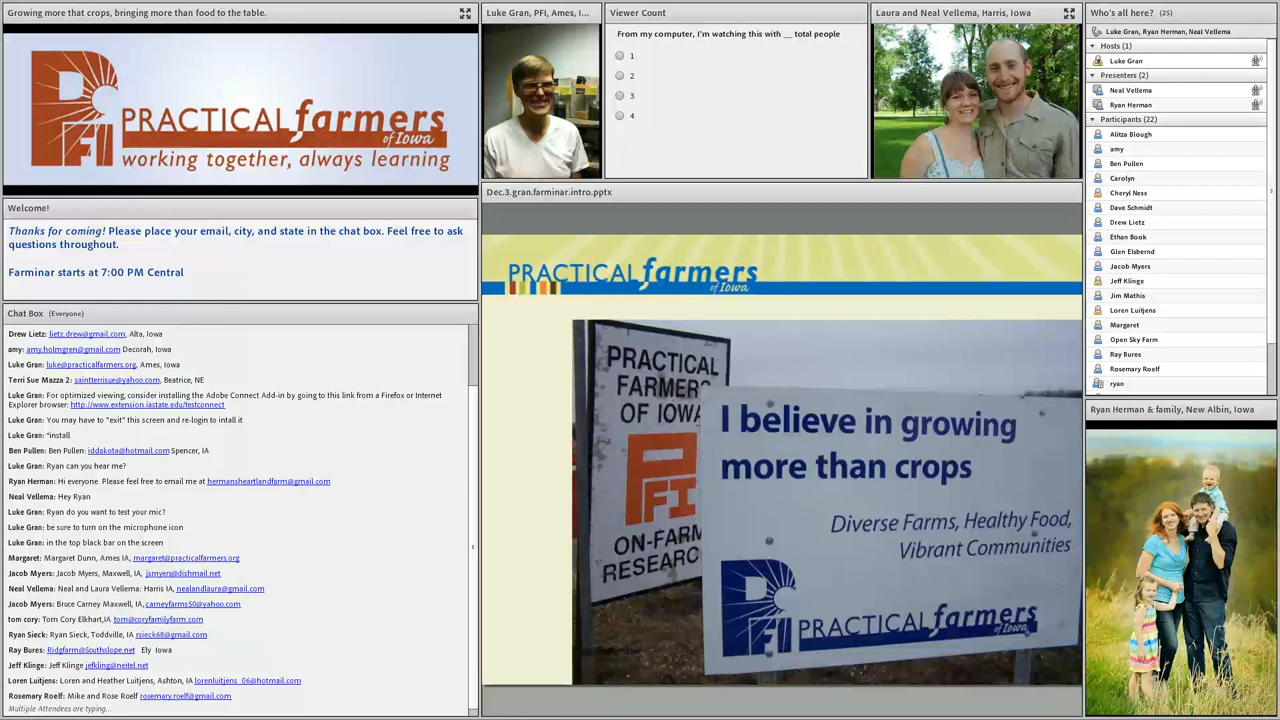 Growing more that crops, bringing more than food to the table.
PRACTICAL farmers
of Iowa
working together, always learning
Welcome!
Thanks for coming! Please place your email, city, and state in the chat box. Feel free to ask
questions throughout.
Farminar starts at 7:00 PM Central
Chat Box (Everyone)
Drew Lietz: lietz.drew@gmail.com, Alta, Iowa
amy: amy.holmgren@gmail.com Decorah, Iowa
Luke Gran: luke@practicalfarmers.org, Ames, Iowa
Terri Sue Mazza 2: saintterrisue@yahoo.com, Beatrice, NE
Luke Gran: For optimized viewing, consider installing the Adobe Connect Add-in by going to this link from a Firefox or Internet
Explorer browser: http://www.extension.iastate.edu/testconnect
Luke Gran: You may have to "exit" this screen and re-login to intall it
Luke Gran: *install
Ben Pullen: Ben Pullen: iddakota@hotmail.com Spencer, IA
Luke Gran: Ryan can you hear me?
Ryan Herman: Hi everyone. Please feel free to email me at hermansheartlandfarm@gmail.com
Neal Vellema: Hey Ryan
Luke Gran: Ryan do you want to test your mic?
Luke Gran: be sure to turn on the microphone icon
Luke Gran: in the top black bar on the screen
Margaret: Margaret Dunn, Ames IA, margaret@practicalfarmers.org
Jacob Myers: Jacob Myers, Maxwell, IA, jsmyers@dishmail.net
Neal Vellema: Neal and Laura Vellema: Harris IA, nealandlaura@gmail.com
Jacob Myers: Bruce Carney Maxwell, IA,carneyfarms50@yahoo.com
tom cory: Tom Cory Elkhart,IA tom@coryfamilyfarm.com
Ryan Sieck: Ryan Sieck, Toddville, IA rsieck68@gmail.com
Ray Bures: Ridgfarm@Southslope.net Ely Iowa
Jeff Klinge: Jeff Klinge jefkling@neitel.net
Loren Luitjens: Loren and Heather Luitjens, Ashton, IA lorenluitjens_06@hotmail.com
Rosemary Roelf: Mike and Rose Roelf rosemary.roelf@gmail.com
Multiple Attendees are typing...
Luke Gran, PFI, Ames, I...
Viewer Count
From my computer, I'm watching this with __ total people
1
2
3
4
Laura and Neal Vellema, Harris, Iowa
Dec.3.gran.farminar.intro.pptx
PRACTICAL farmers
of Iowa
PRACTICAL
FARMERS
OF IOWA
PFI
ON-FARM
RESEARC
I believe in growing
more than crops
Diverse Farms, Healthy Food,
Vibrant Communities
PFI
PRACTICAL farmers
of Iowa
Who's all here? (25)
Luke Gran, Ryan Herman, Neal Vellema
Hosts (1)
Luke Gran
Presenters (2)
Neal Vellema
Ryan Herman
Participants (22)
Alitza Blough
amy
Ben Pullen
Carolyn
Cheryl Ness
Dave Schmidt
Drew Lietz
Ethan Book
Glen Elsbernd
Jacob Myers
Jeff Klinge
Jim Mathis
Loren Luitjens
Margaret
Open Sky Farm
Ray Bures
Rosemary Roelf
ryan
Ryan Herman & family, New Albin, Iowa